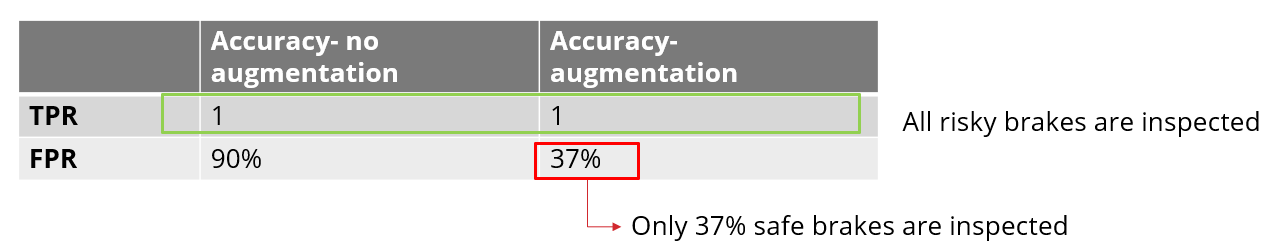 Accuracy- no
augmentation
Accuracy-
augmentation
TPR 1 1
All risky brakes are inspected
FPR 90% 37%
Only 37% safe brakes are inspected